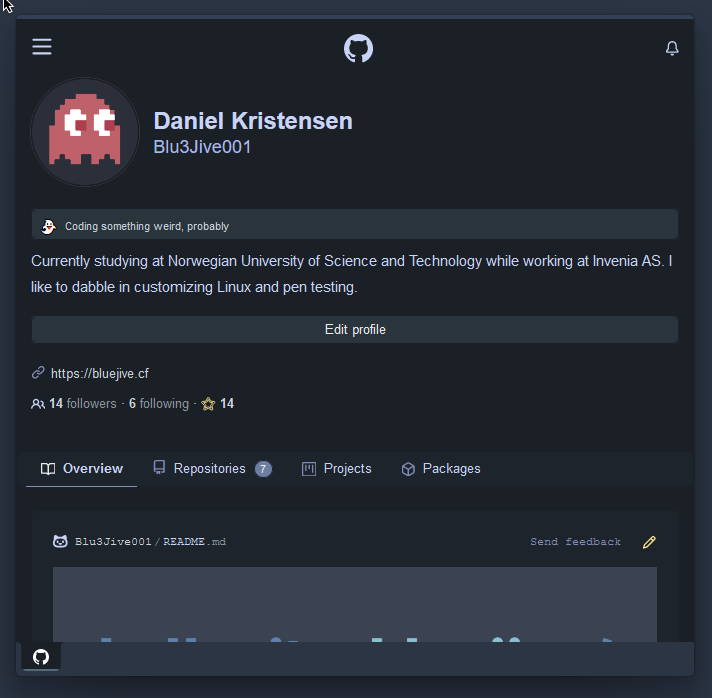 Daniel Kristensen
Blu3Jive001
Coding something weird, probably
Currently studying at Norwegian University of Science and Technology while working at Invenia AS. I
like to dabble in customizing Linux and pen testing.
Edit profile
https://bluejive.cf
14 followers · 6 following · 14
Overview Repositories 7 Projects Packages
Blu3Jive001/README.md Send feedback